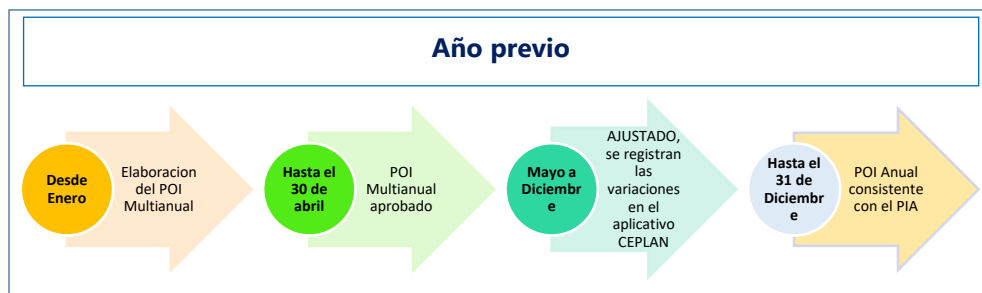 Año previo
Desde
Enero
Elaboracion
del POI
Multianual
Hasta el
30 de
abril
POI
Multianual
aprobado
Mayo a
Diciembr
e
AJUSTADO,
se registran
las
variaciones
en el
aplicativo
CEPLAN
Hasta el
31 de
Diciembr
e
POI Anual
consistente
con el PIA